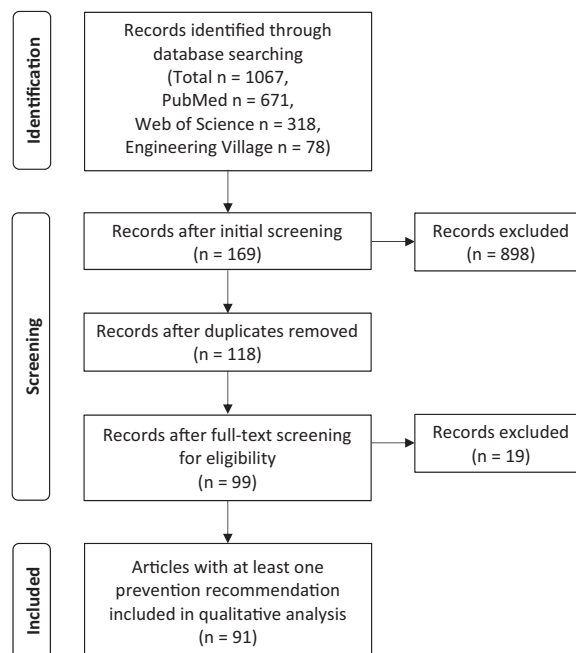 Identification
Records identified through
database searching
(Total n = 1067,
PubMed n = 671,
Web of Science n = 318,
Engineering Village n = 78)
Screening
Records after initial screening
(n = 169)
Records excluded
(n = 898)
Records after duplicates removed
(n = 118)
Records after full-text screening
for eligibility
(n = 99)
Records excluded
(n = 19)
Included
Articles with at least one
prevention recommendation
included in qualitative analysis
(n = 91)